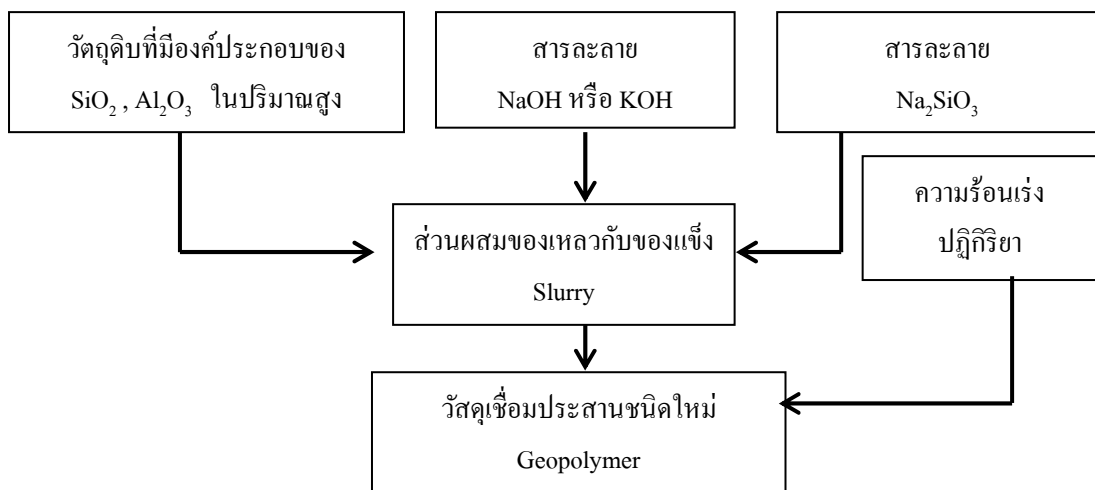 วัตถุดิบที่มีองค์ประกอบของ
SiO₂ , Al₂O₃ ในปริมาณสูง
สารละลาย
NaOH หรือ KOH
สารละลาย
Na₂SiO₃
ความร้อนเร่ง
ปฏิกิริยา
ส่วนผสมของเหลวกับของแข็ง
Slurry
วัสดุเชื่อมประสานชนิดใหม่
Geopolymer